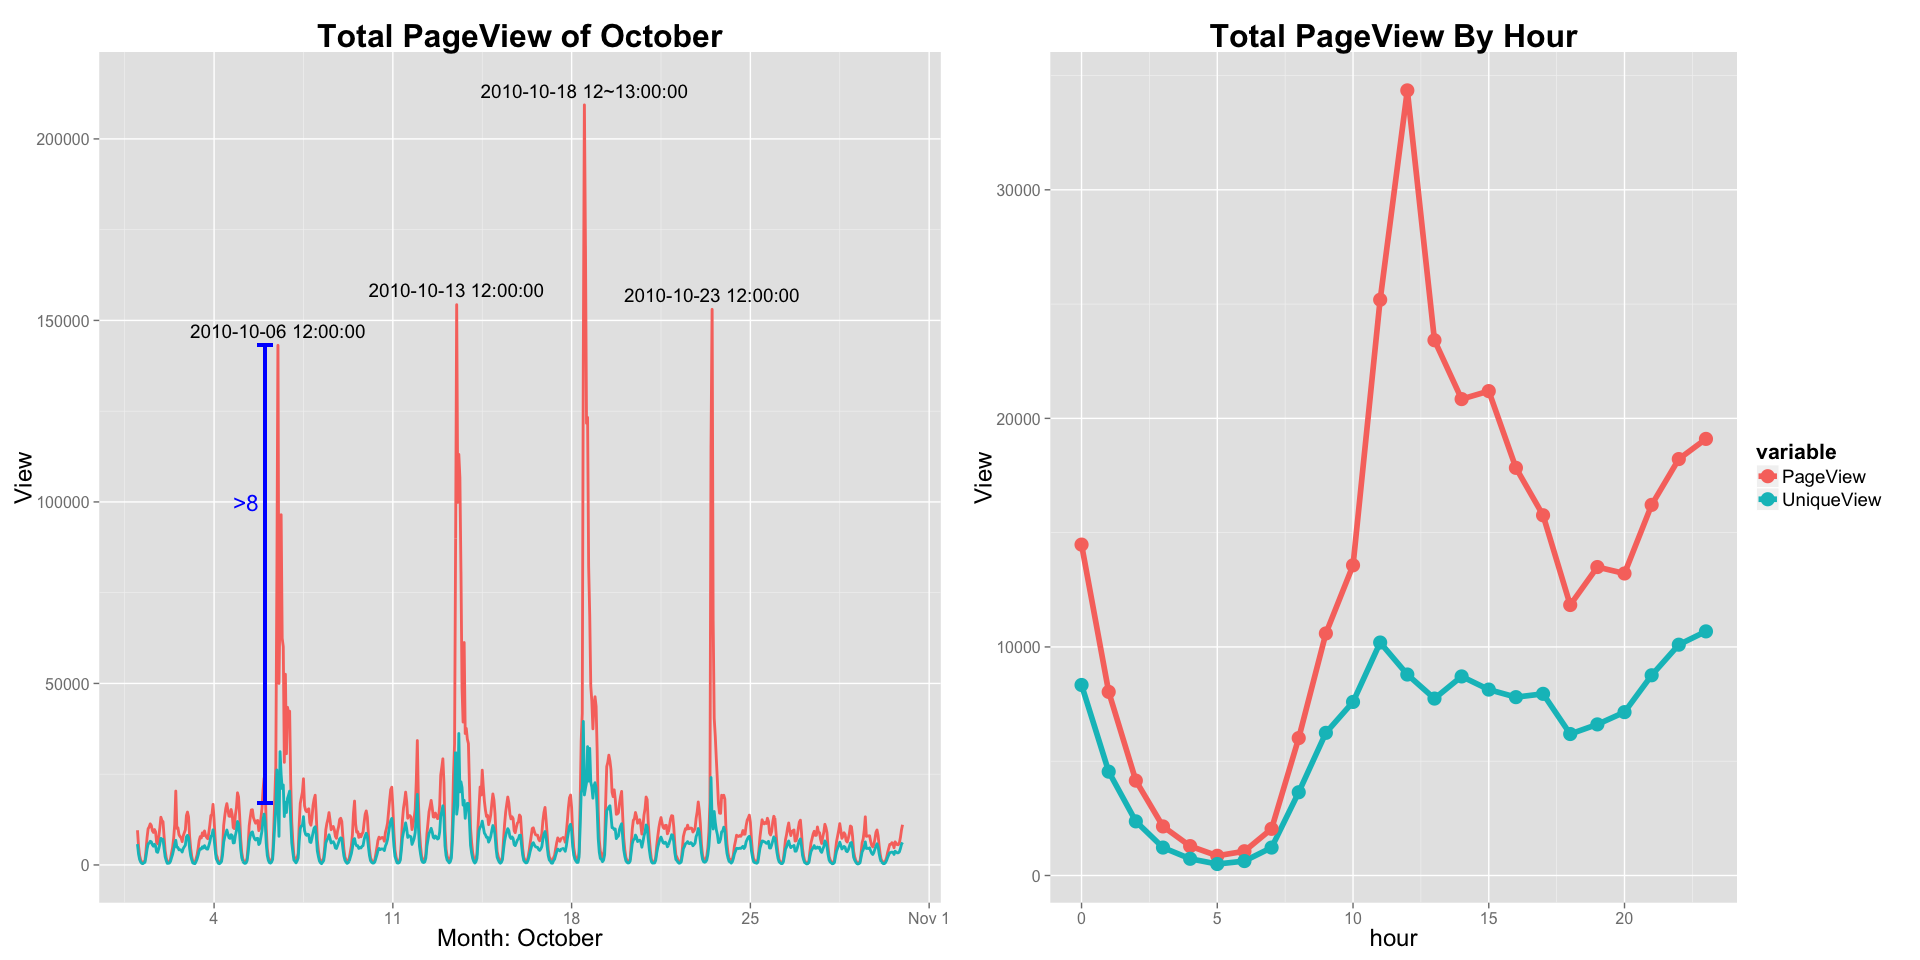 Total PageView of October
2010-10-18 12~13:00:00
2010-10-13 12:00:00
2010-10-23 12:00:00
2010-10-06 12:00:00
>8
View
200000
150000
100000
50000
0
4
11
18
25
Nov 1
Month: October
Total PageView By Hour
View
30000
20000
10000
0
0
5
10
15
20
hour
variable
PageView
UniqueView